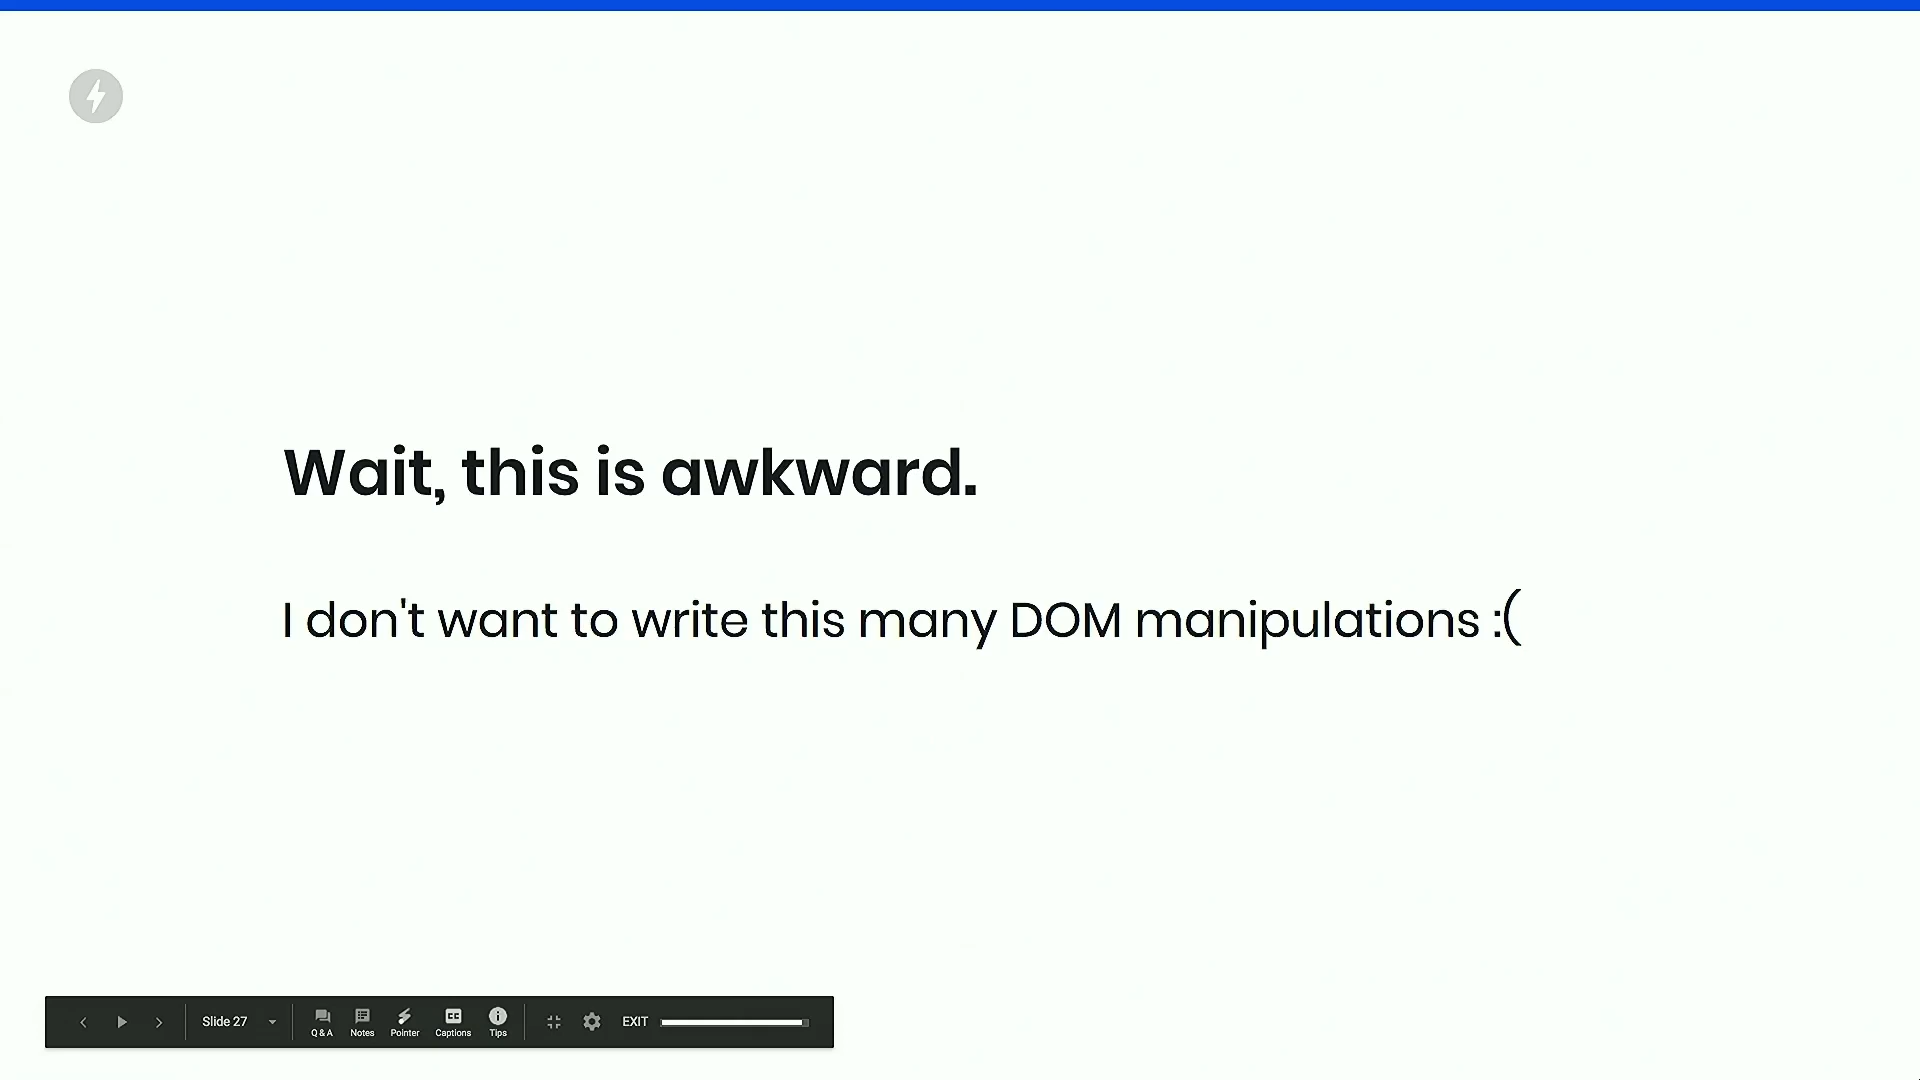 Wait, this is awkward.
I don't want to write this many DOM manipulations :(
Slide 27 Q & A Notes Pointer Captions Tips EXIT